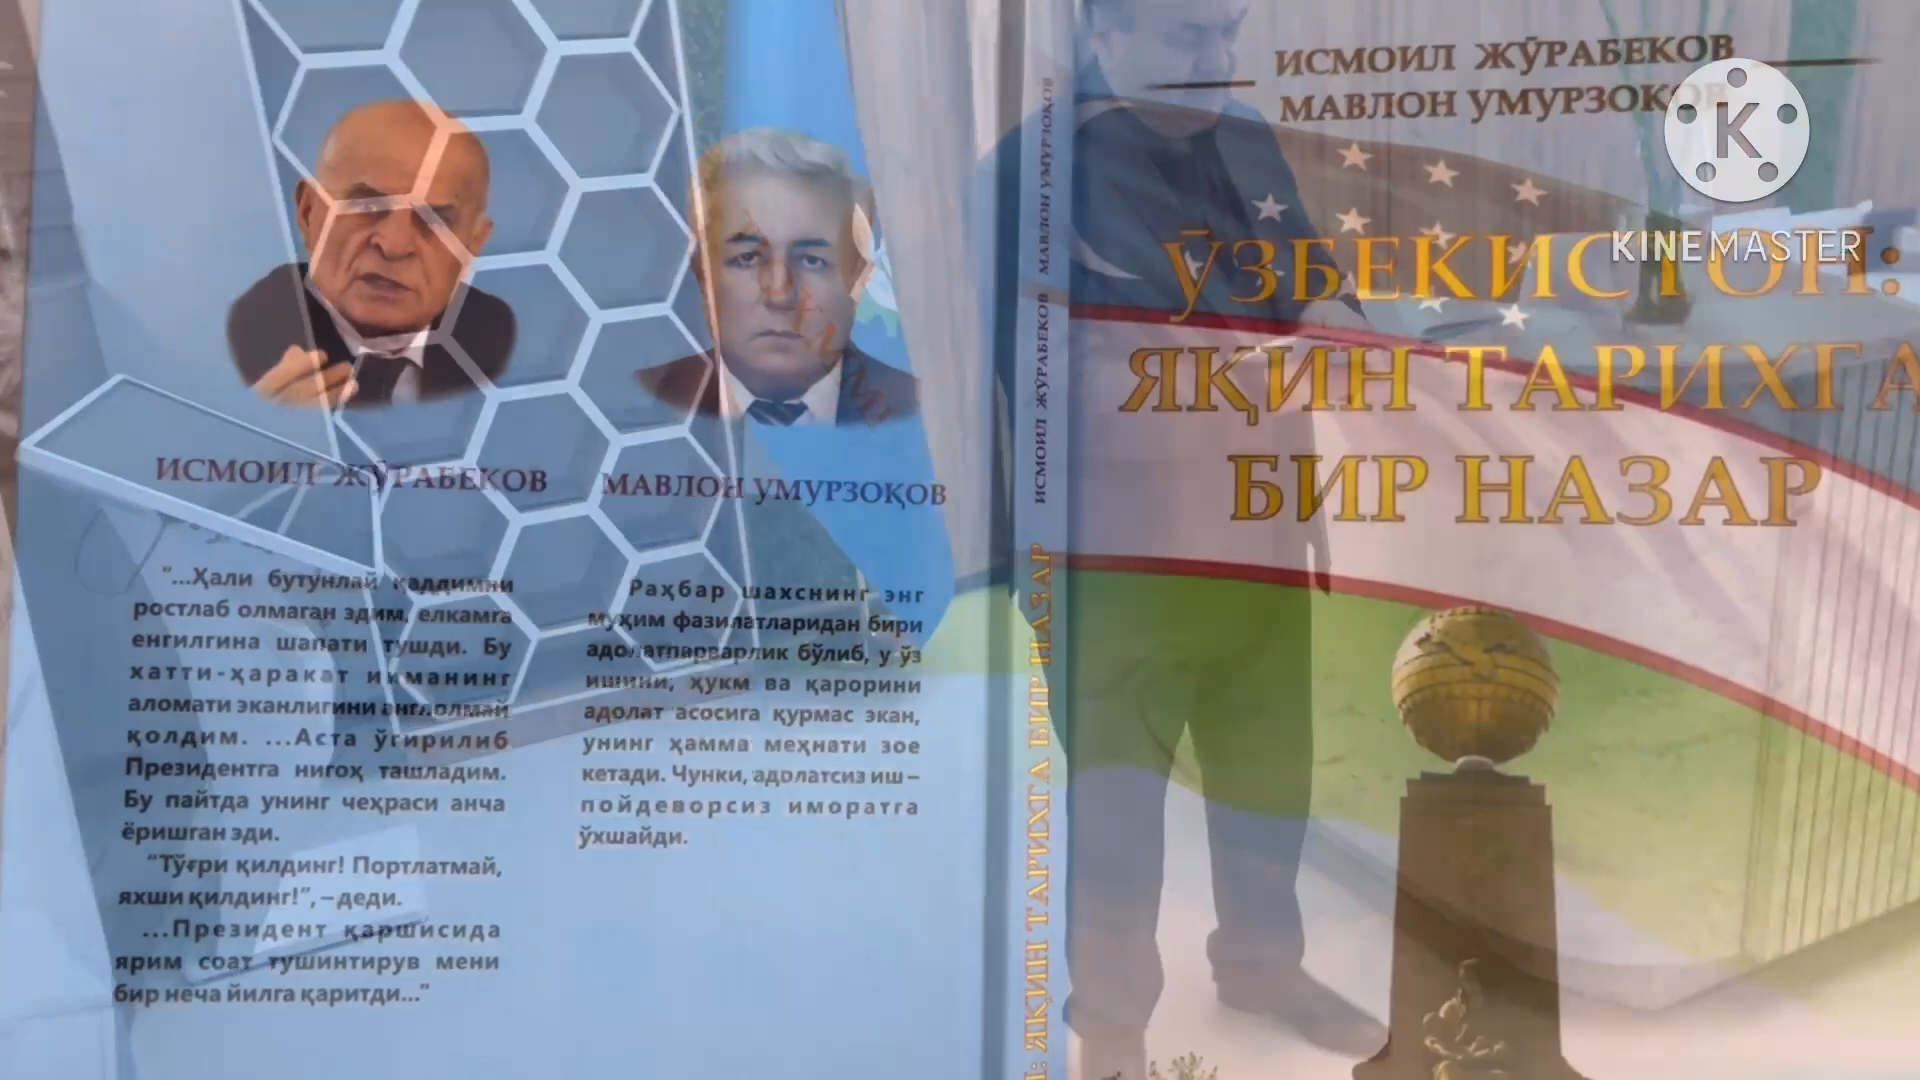 ИСМОИЛ ЖЎРАБЕКОВ
"...Ҳали бутунлай қаддимни
ростлаб олмаган эдим, елкамга
енгилгина шапати тушди. Бу
хатти-ҳаракат ниманинг
аломати эканлигини англолмай
қолдим. ...Аста ўгирилиб
Президентга нигоҳ ташладим.
Бу пайтда унинг чеҳраси анча
ёришган эди.
"Тўғри қилдинг! Портлатмай,
яхши қилдинг!", – деди.
...Президент қаршисида
ярим соат тушинтирув мени
бир неча йилга қаритди..."
МАВЛОН УМУРЗОҚОВ
Раҳбар шахснинг энг
муҳим фазилатларидан бири
адолатпарварлик бўлиб, у ўз
ишини, ҳукм ва қарорини
адолат асосига қурмас экан,
унинг ҳамма меҳнати зое
кетади. Чунки, адолатсиз иш –
пойдеворсиз иморатга
ўхшайди.
ИСМОИЛ ЖЎРАБЕКОВ МАВЛОН УМУРЗОҚОВ
ЯҚИН ТАРИХГА БИР НАЗАР
ИСМОИЛ ЖЎРАБЕКОВ
МАВЛОН УМУРЗОҚОВ
ЎЗБЕКИСТОН:
ЯҚИН ТАРИХГА
БИР НАЗАР
K
KINEMASTER